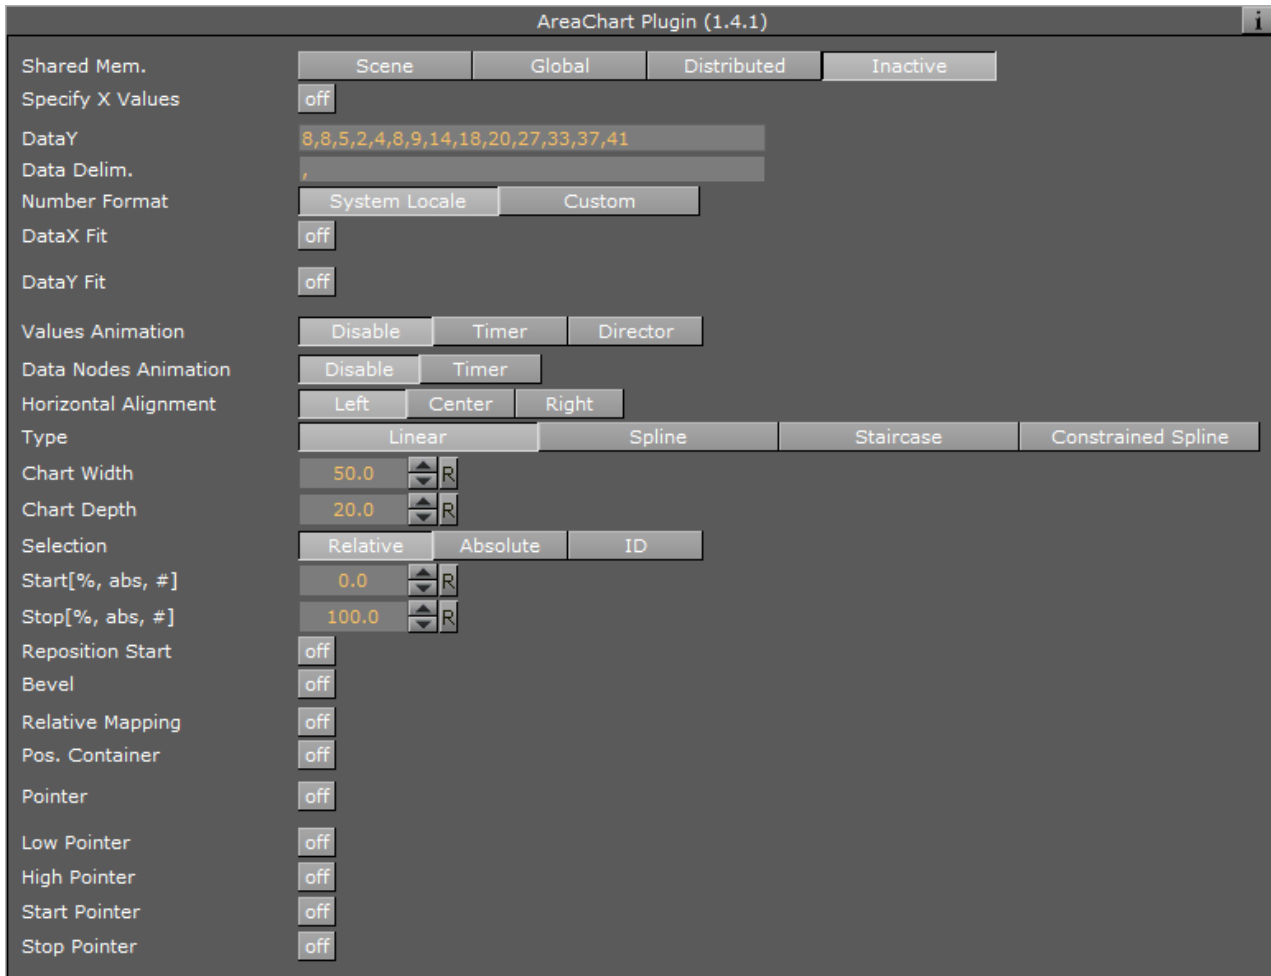 AreaChart Plugin (1.4.1) i
Shared Mem. Scene Global Distributed Inactive
Specify X Values off
DataY 8,8,5,2,4,8,9,14,18,20,27,33,37,41
Data Delim. ,
Number Format System Locale Custom
DataX Fit off
DataY Fit off
Values Animation Disable Timer Director
Data Nodes Animation Disable Timer
Horizontal Alignment Left Center Right
Type Linear Spline Staircase Constrained Spline
Chart Width 50.0 R
Chart Depth 20.0 R
Selection Relative Absolute ID
Start[%, abs, #] 0.0 R
Stop[%, abs, #] 100.0 R
Reposition Start off
Bevel off
Relative Mapping off
Pos. Container off
Pointer off
Low Pointer off
High Pointer off
Start Pointer off
Stop Pointer off